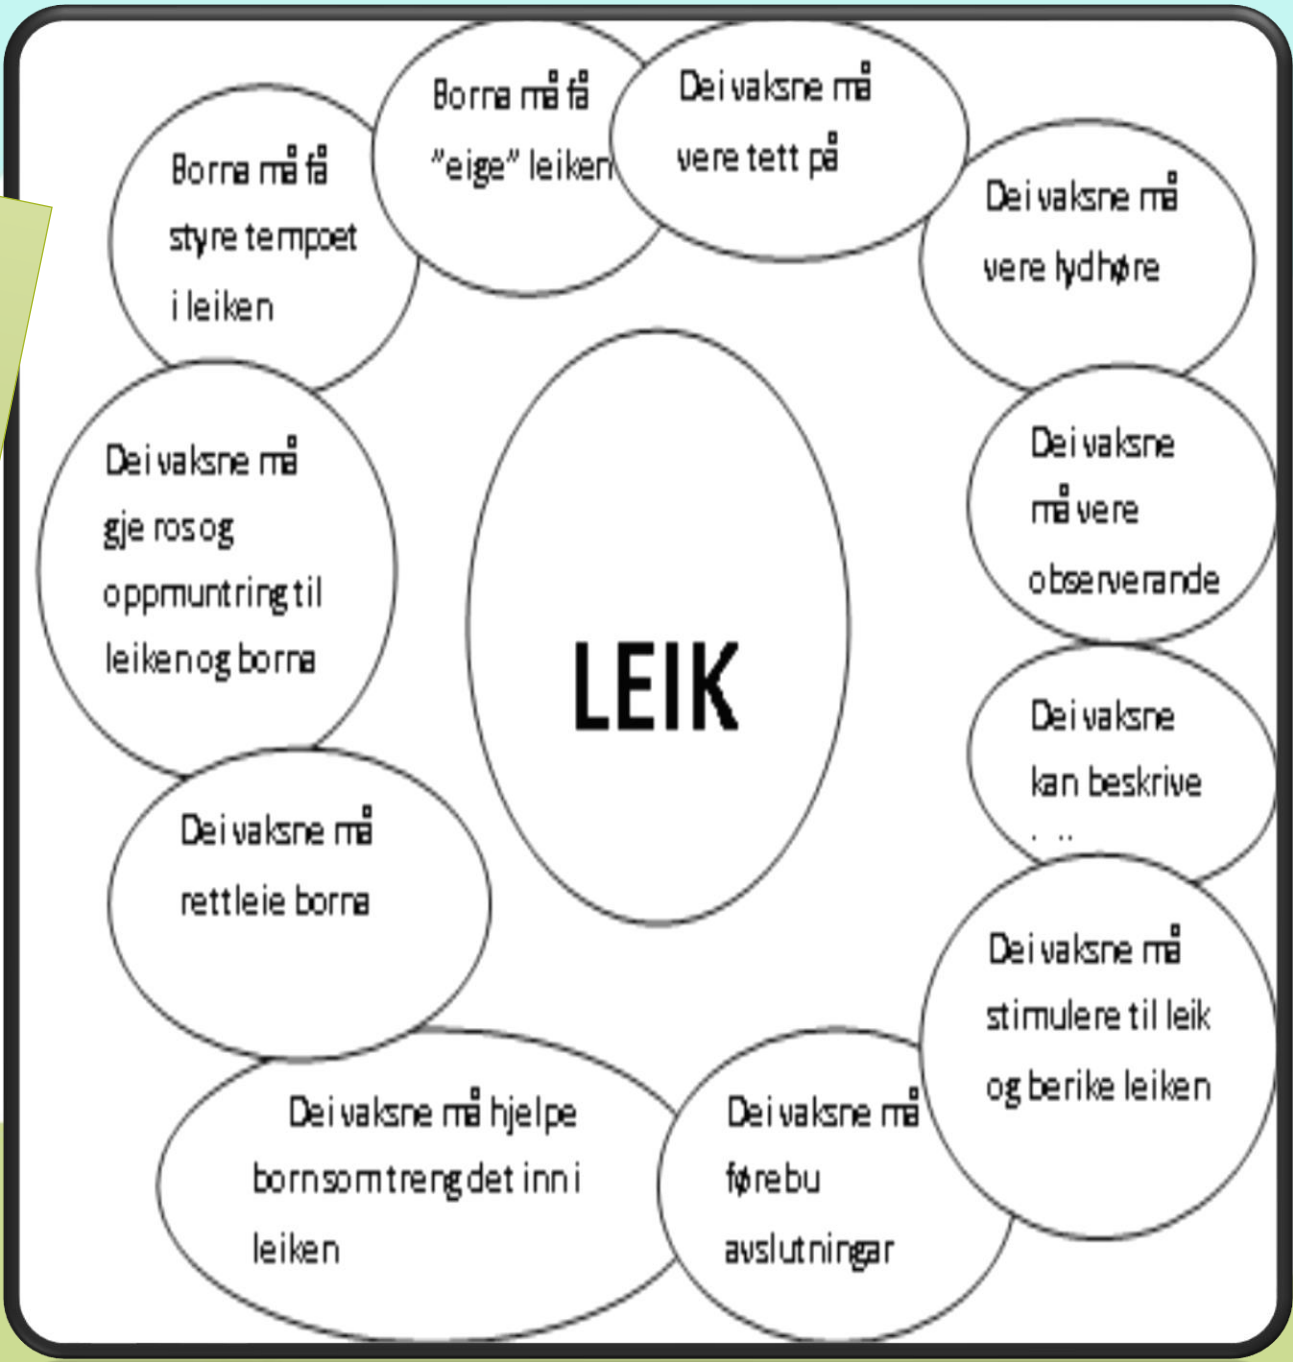 Borna må få
styre tempoet
i leiken
Borna må få
"eige" leiken
Dei vaksne må
vere tett på
Dei vaksne må
vere lydhøre
Dei vaksne
må vere
observerande
Dei vaksne
kan beskrive
Dei vaksne må
stimulere til leik
og berike leiken
Dei vaksne må
førebu
avslutningar
Dei vaksne må hjelpe
born som treng det inn i
leiken
Dei vaksne må
rettleie borna
Dei vaksne må
gje ros og
oppmuntring til
leiken og borna
LEIK